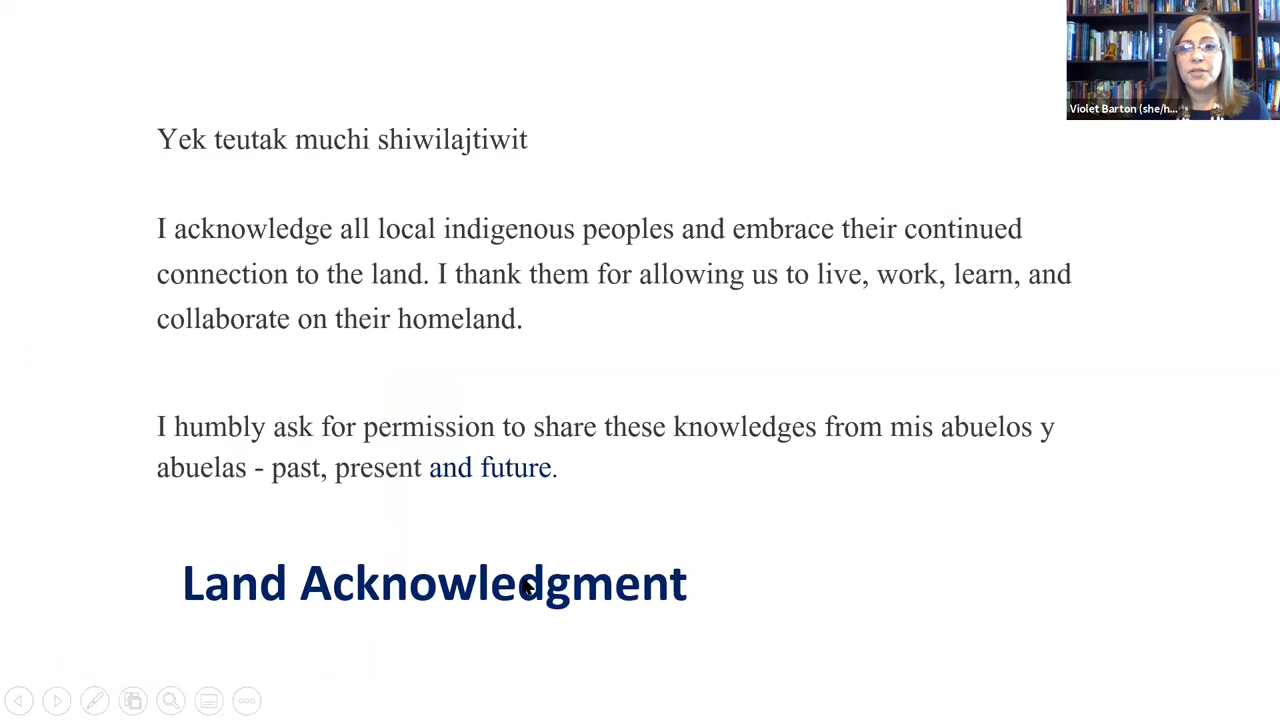 Violet Barton (she/h...
Yek teutak muchi shiwilajtiwit
I acknowledge all local indigenous peoples and embrace their continued
connection to the land. I thank them for allowing us to live, work, learn, and
collaborate on their homeland.
I humbly ask for permission to share these knowledges from mis abuelos y
abuelas - past, present and future.
Land Acknowledgment